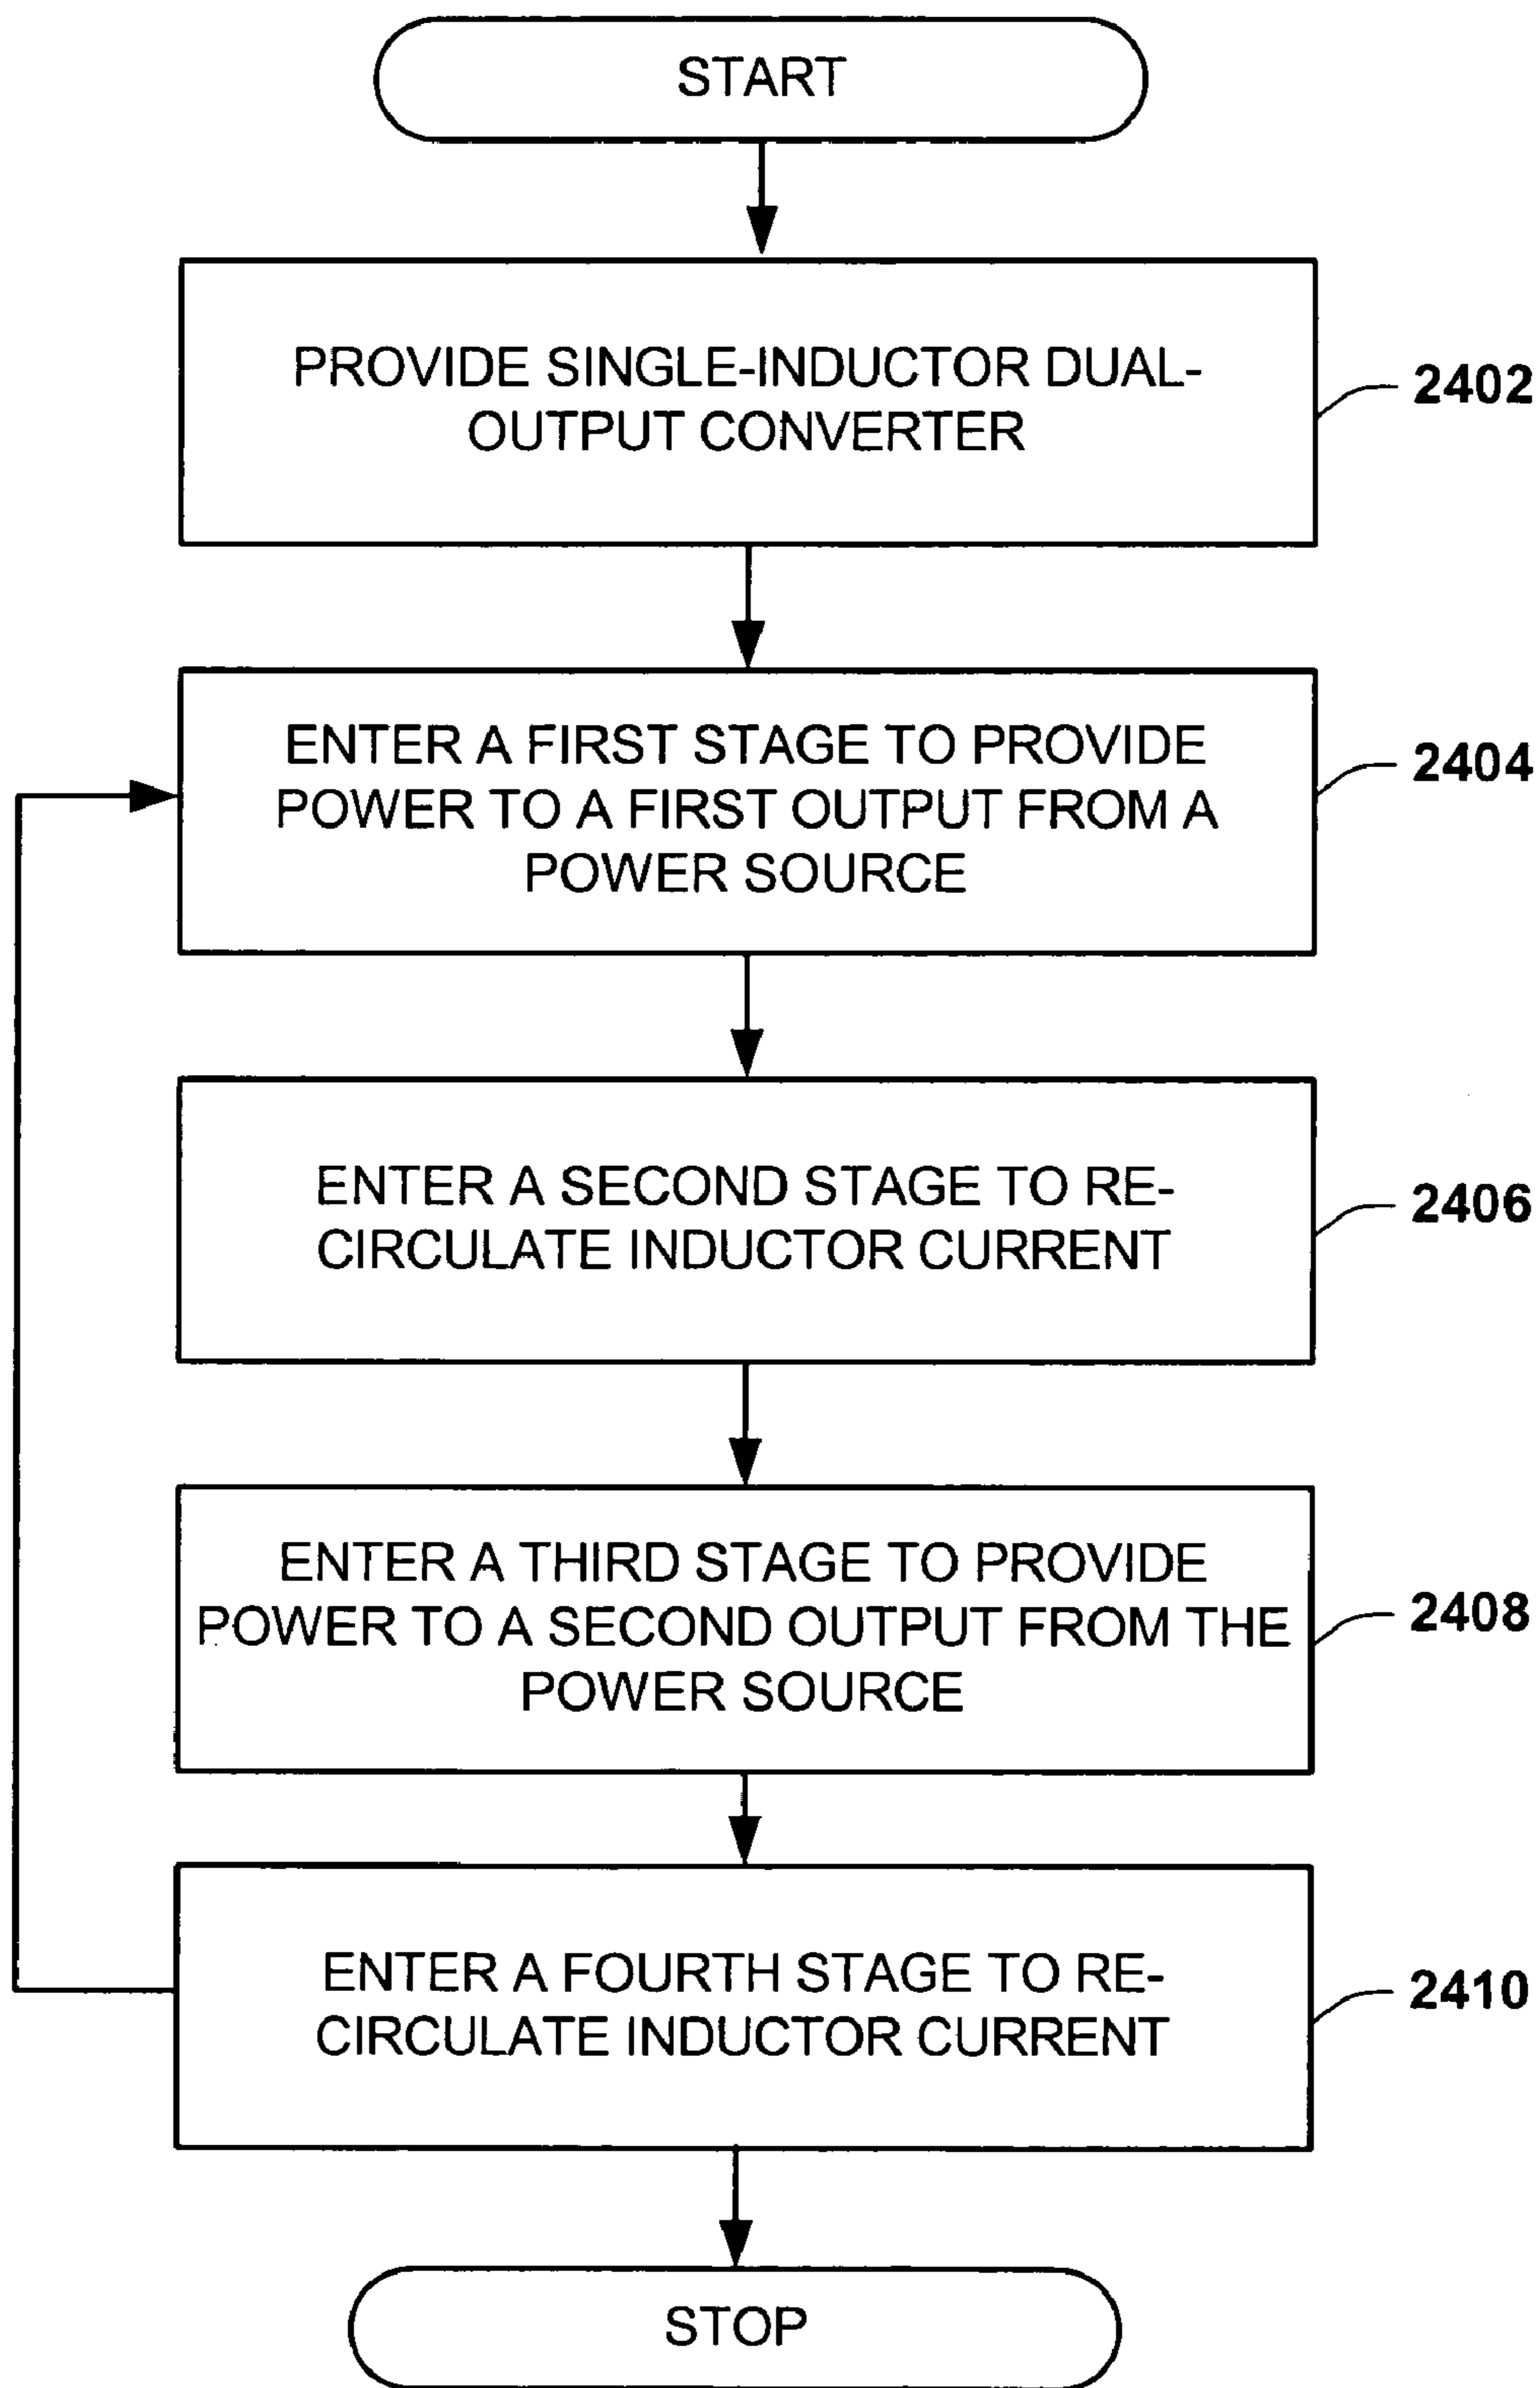 START
PROVIDE SINGLE-INDUCTOR DUAL-
OUTPUT CONVERTER
2402
ENTER A FIRST STAGE TO PROVIDE
POWER TO A FIRST OUTPUT FROM A
POWER SOURCE
2404
ENTER A SECOND STAGE TO RE-
CIRCULATE INDUCTOR CURRENT
2406
ENTER A THIRD STAGE TO PROVIDE
POWER TO A SECOND OUTPUT FROM THE
POWER SOURCE
2408
ENTER A FOURTH STAGE TO RE-
CIRCULATE INDUCTOR CURRENT
2410
STOP